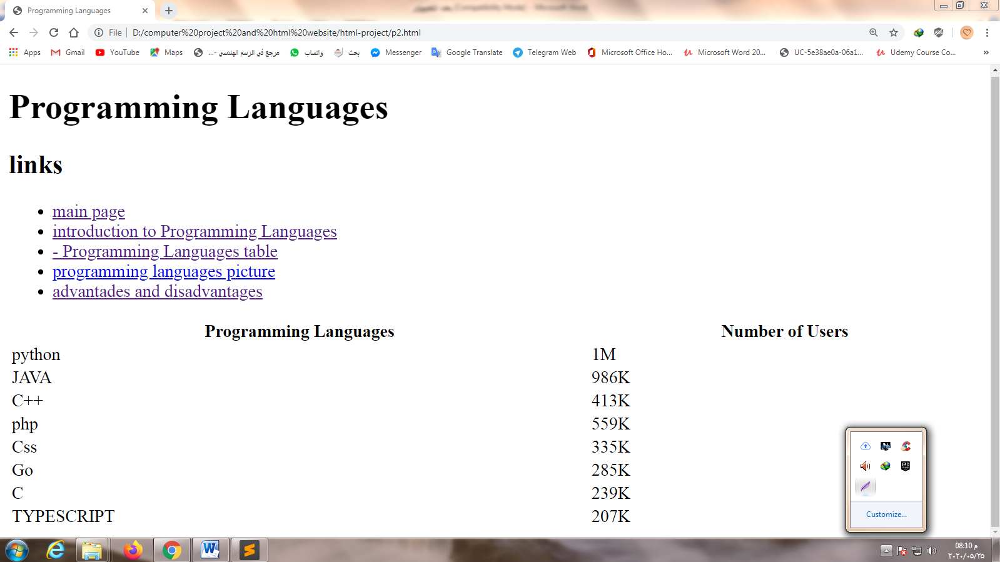 Programming Languages
File
D:/computer%20project%20and%20html%20website/html-project/p2.html
Apps Gmail YouTube Maps مرجع في الرسم الهندسي -... واتساب بحث Messenger Google Translate Telegram Web Microsoft Office Ho... Microsoft Word 20... UC-5e38ae0a-06a1... Udemy Course Co... »
Programming Languages
links
main page
introduction to Programming Languages
- Programming Languages table
programming languages picture
advantades and disadvantages
Programming Languages Number of Users
python 1M
JAVA 986K
C++ 413K
php 559K
Css 335K
Go 285K
C 239K
TYPESCRIPT 207K
Customize...
08:10 م
٢٠٢٠/٠٥/٢٥